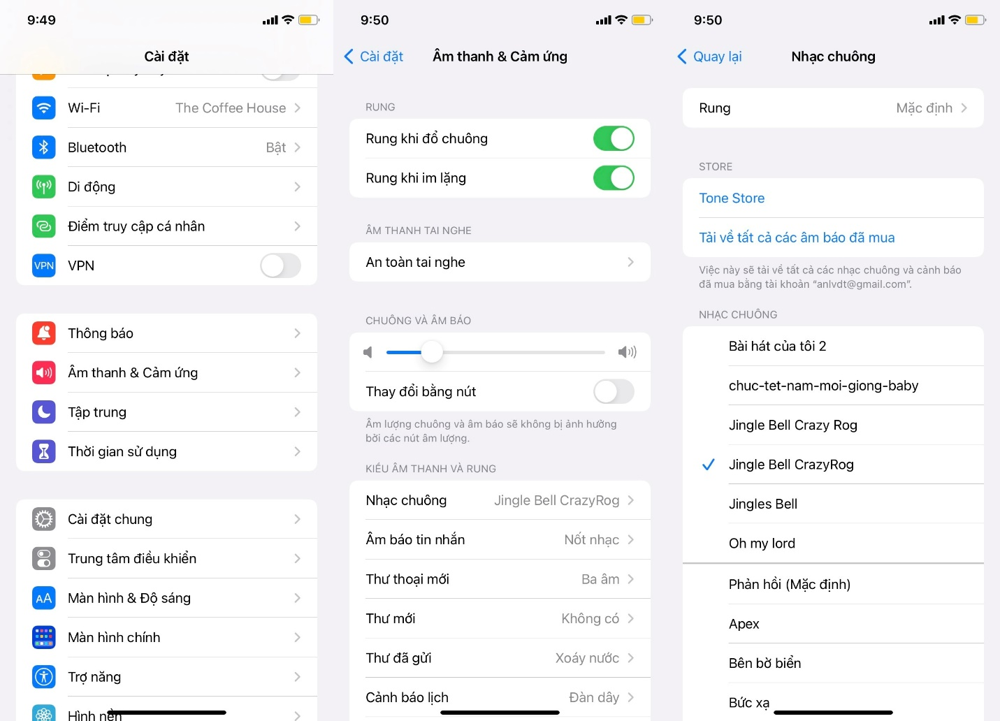 9:49
Cài đặt
Wi-Fi The Coffee House
Bluetooth Bật
Di động
Điểm truy cập cá nhân
VPN VPN
Thông báo
Âm thanh & Cảm ứng
Tập trung
Thời gian sử dụng
Cài đặt chung
Trung tâm điều khiển
AA Màn hình & Độ sáng
Màn hình chính
Trợ năng
Hình nền
9:50
Cài đặt Âm thanh & Cảm ứng
RUNG
Rung khi đổ chuông
Rung khi im lặng
ÂM THANH TAI NGHE
An toàn tai nghe
CHUÔNG VÀ ÂM BÁO
Thay đổi bằng nút
Âm lượng chuông và âm báo sẽ không bị ảnh hưởng
bởi các nút âm lượng.
KIỂU ÂM THANH VÀ RUNG
Nhạc chuông Jingle Bell CrazyRog
Âm báo tin nhắn Nốt nhạc
Thư thoại mới Ba âm
Thư mới Không có
Thư đã gửi Xoáy nước
Cảnh báo lịch Đàn dây
9:50
Quay lại Nhạc chuông
Rung Mặc định
STORE
Tone Store
Tải về tất cả các âm báo đã mua
Việc này sẽ tải về tất cả các nhạc chuông và cảnh báo
đã mua bằng tài khoản “anlvdt@gmail.com”.
NHẠC CHUÔNG
Bài hát của tôi 2
chuc-tet-nam-moi-giong-baby
Jingle Bell Crazy Rog
Jingle Bell CrazyRog
Jingles Bell
Oh my lord
Phản hồi (Mặc định)
Apex
Bên bờ biển
Bức xạ